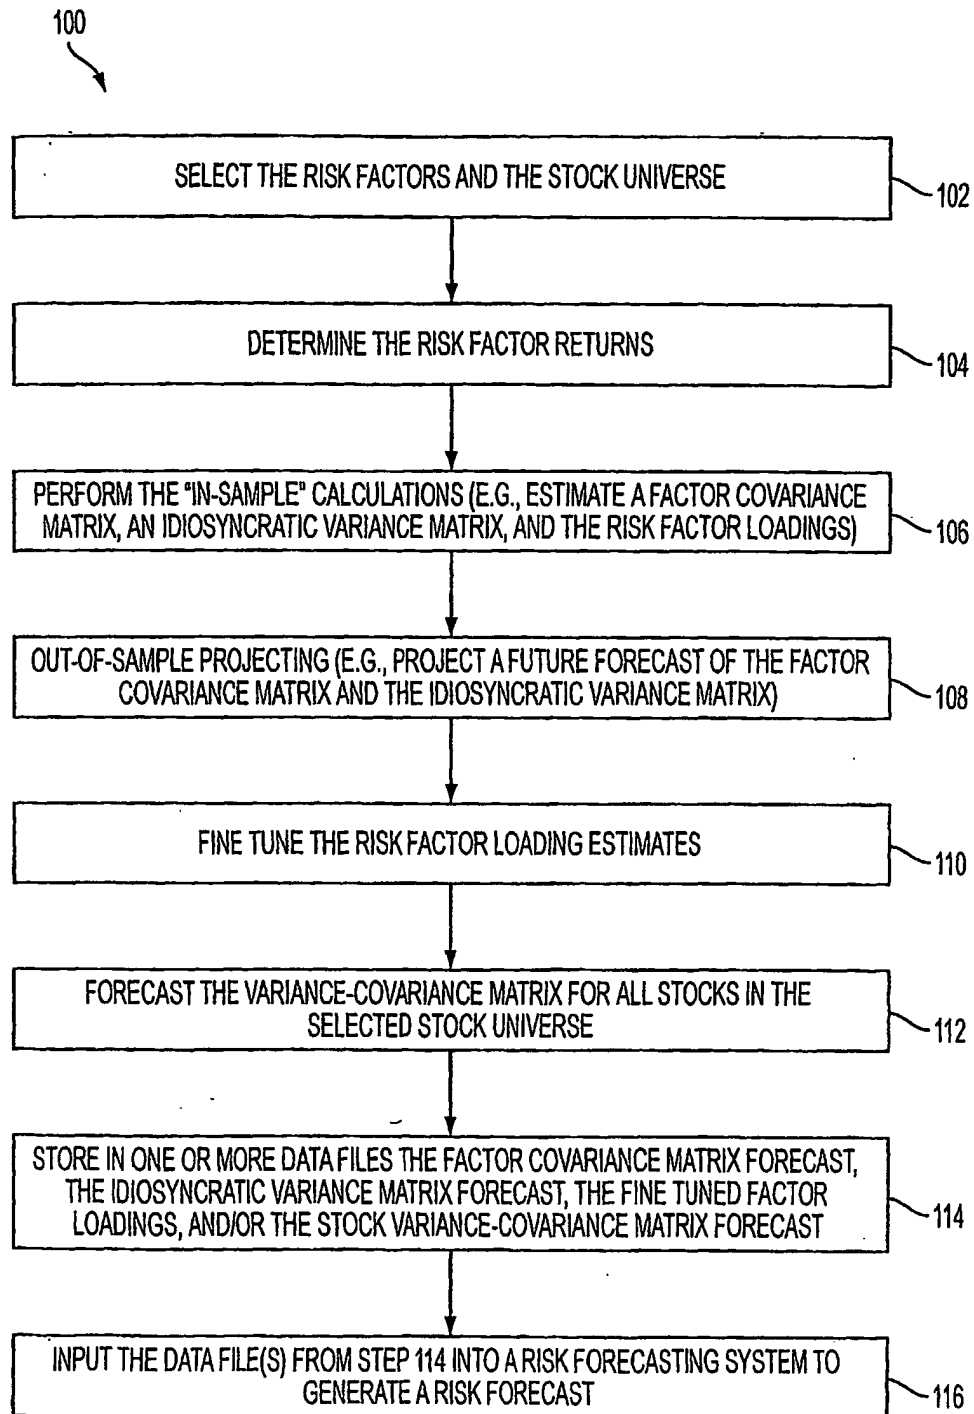 100
SELECT THE RISK FACTORS AND THE STOCK UNIVERSE
102
DETERMINE THE RISK FACTOR RETURNS
104
PERFORM THE "IN-SAMPLE" CALCULATIONS (E.G., ESTIMATE A FACTOR COVARIANCE
MATRIX, AN IDIOSYNCRATIC VARIANCE MATRIX, AND THE RISK FACTOR LOADINGS)
106
OUT-OF-SAMPLE PROJECTING (E.G., PROJECT A FUTURE FORECAST OF THE FACTOR
COVARIANCE MATRIX AND THE IDIOSYNCRATIC VARIANCE MATRIX)
108
FINE TUNE THE RISK FACTOR LOADING ESTIMATES
110
FORECAST THE VARIANCE-COVARIANCE MATRIX FOR ALL STOCKS IN THE
SELECTED STOCK UNIVERSE
112
STORE IN ONE OR MORE DATA FILES THE FACTOR COVARIANCE MATRIX FORECAST,
THE IDIOSYNCRATIC VARIANCE MATRIX FORECAST, THE FINE TUNED FACTOR
LOADINGS, AND/OR THE STOCK VARIANCE-COVARIANCE MATRIX FORECAST
114
INPUT THE DATA FILE(S) FROM STEP 114 INTO A RISK FORECASTING SYSTEM TO
GENERATE A RISK FORECAST
116